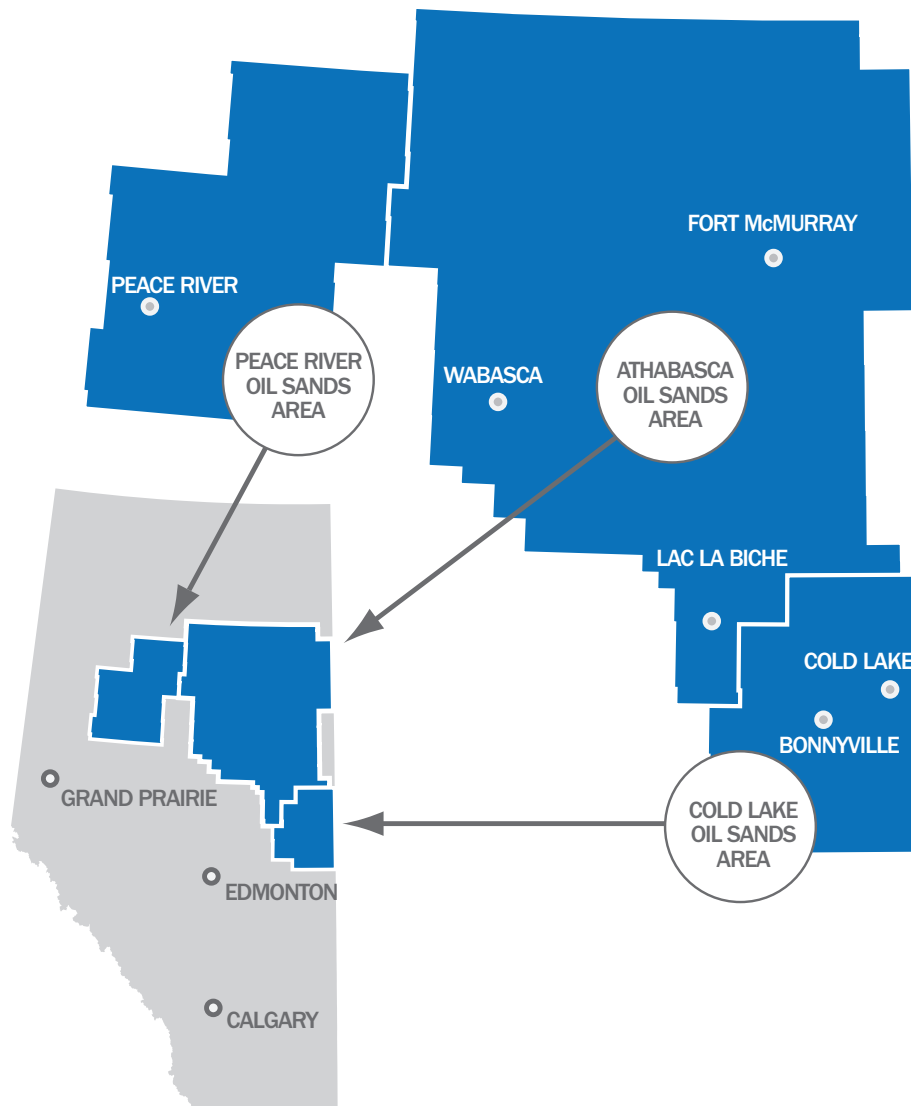 FORT McMURRAY
PEACE RIVER
PEACE RIVER
OIL SANDS
AREA
WABASCA
ATHABASCA
OIL SANDS
AREA
LAC LA BICHE
COLD LAKE
BONNYVILLE
GRAND PRAIRIE
COLD LAKE
OIL SANDS
AREA
EDMONTON
CALGARY